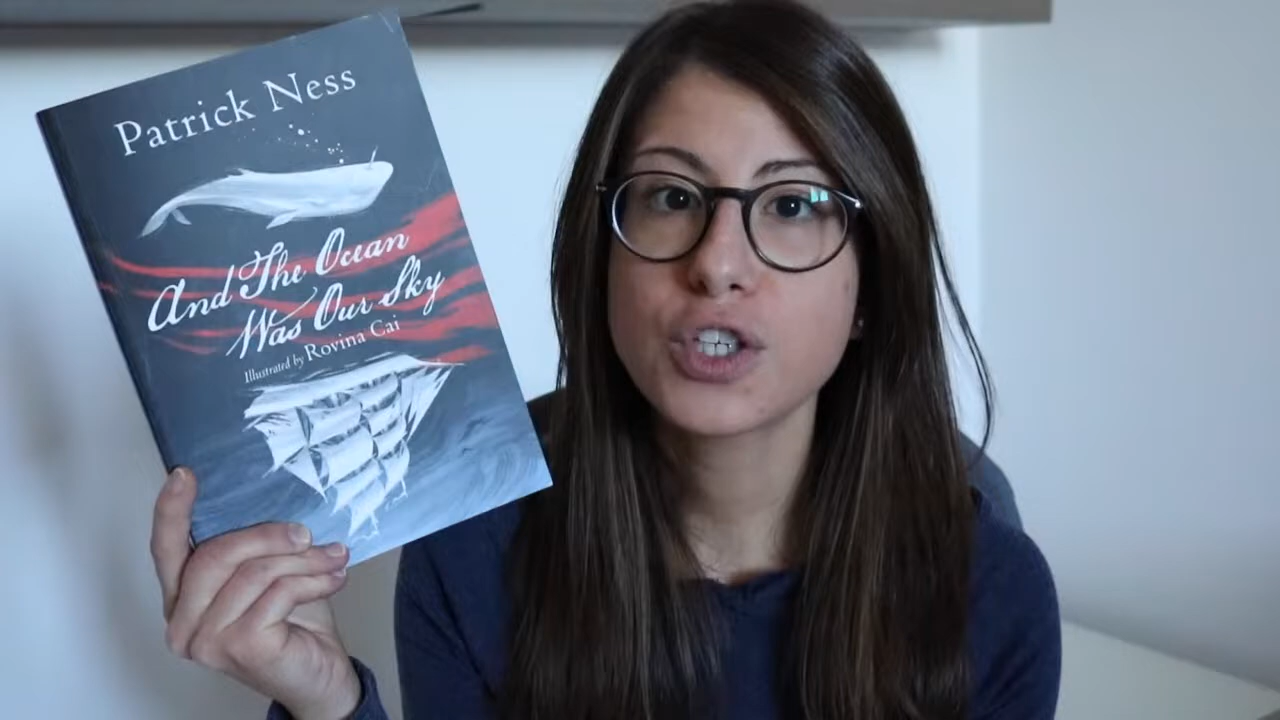 Patrick Ness
And The Ocean
Was Our Sky
Illustrated by Rovina Cai